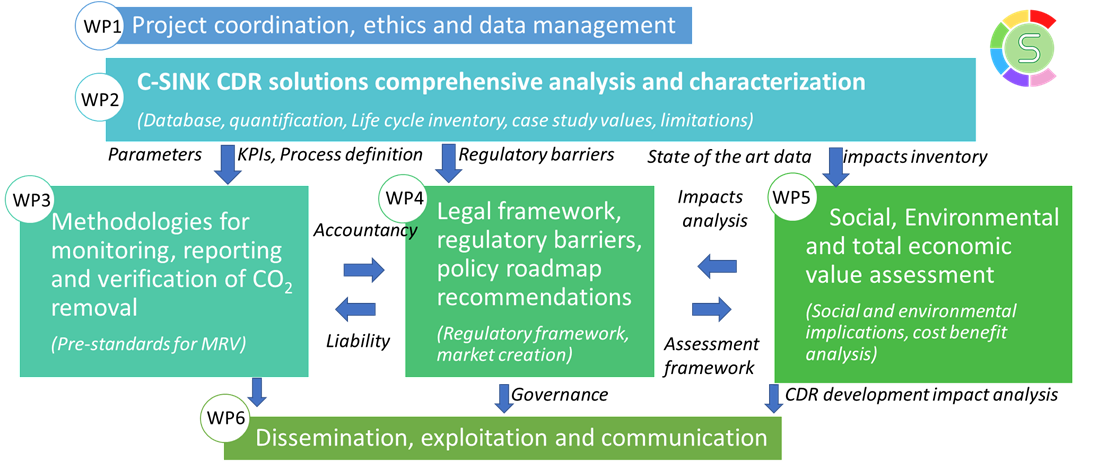 WP1
Project coordination, ethics and data management
S
WP2
C-SINK CDR solutions comprehensive analysis and characterization
(Database, quantification, Life cycle inventory, case study values, limitations)
Parameters
KPIs, Process definition
Regulatory barriers
State of the art data
impacts inventory
WP3
Methodologies for
monitoring, reporting
and verification of CO2
removal
(Pre-standards for MRV)
Accountancy
Liability
WP4
Legal framework,
regulatory barriers,
policy roadmap
recommendations
(Regulatory framework,
market creation)
Impacts
analysis
Assessment
framework
WP5
Social, Environmental
and total economic
value assessment
(Social and environmental
implications, cost benefit
analysis)
Governance
CDR development impact analysis
WP6
Dissemination, exploitation and communication